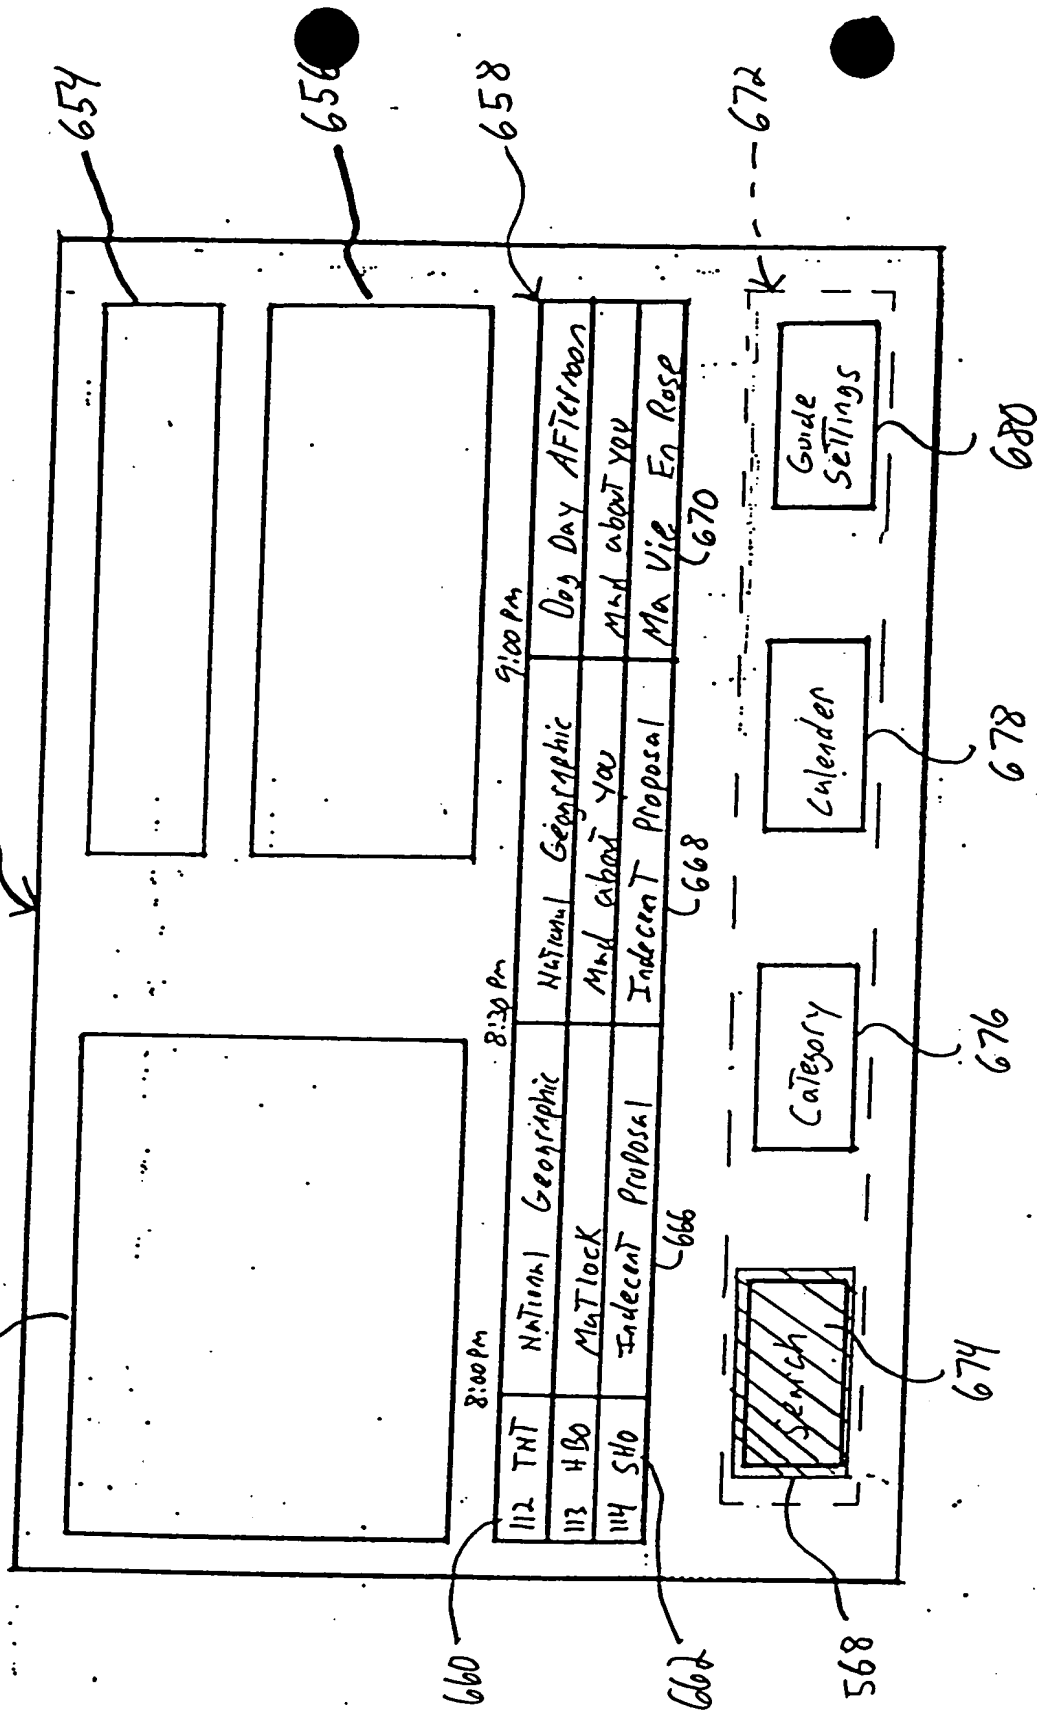 654
656
658
8:00 Pm 8:30 Pm 9:00 Pm
660
112 TNT National Geographic National Geographic Dog Day Afternoon
113 HBO Matlock Mad about you Mad about you
114 SHO Indecent Proposal Indecent Proposal Ma Vie En Rose
662
666 668 670
672
Search Category Calender Guide
Settings
568 674 676 678 680